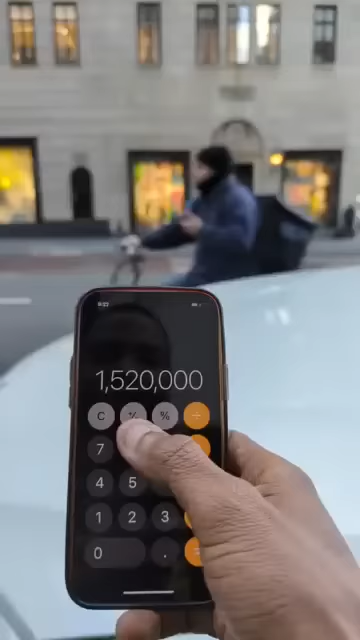 1,520,000
C % ÷
7
4 5
1 2 3
0 . =